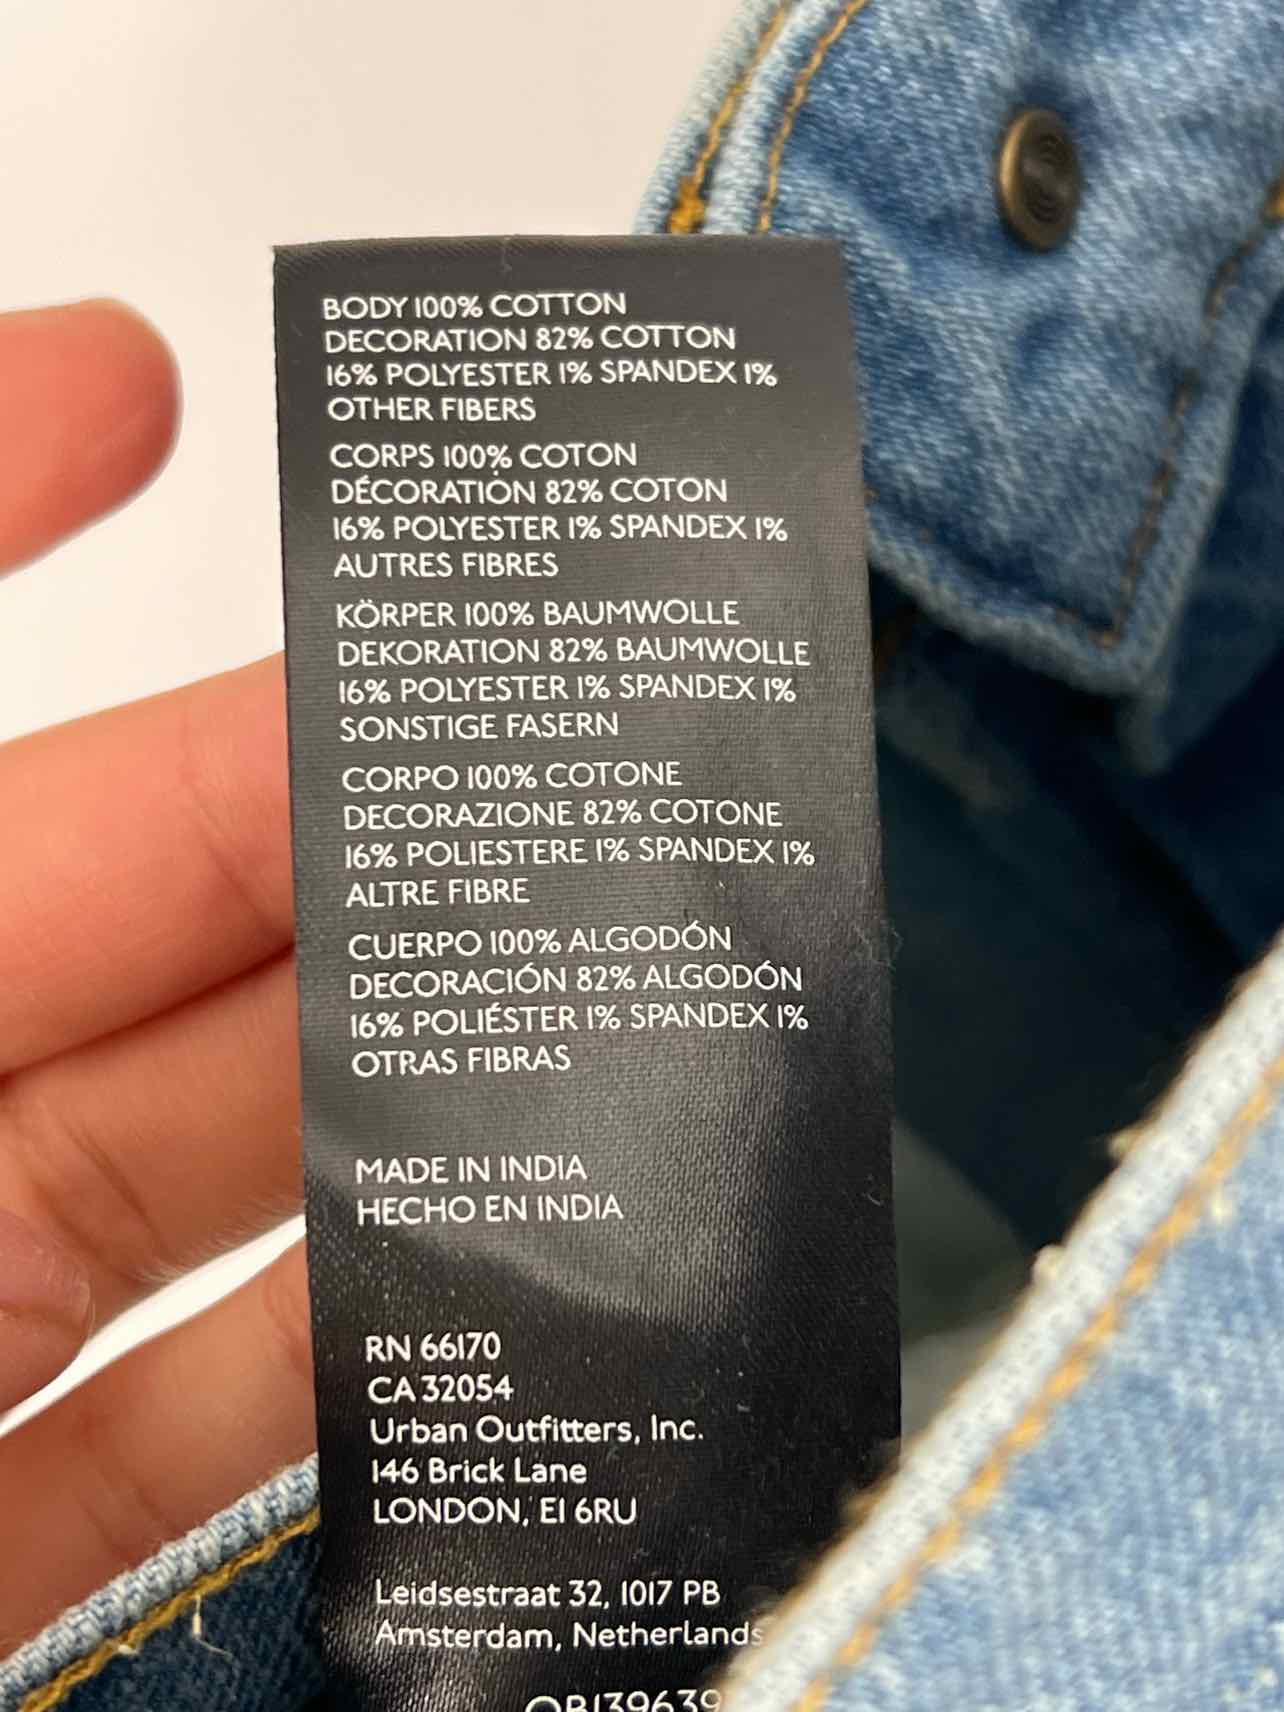 BODY 100% COTTON
DECORATION 82% COTTON
16% POLYESTER 1% SPANDEX 1%
OTHER FIBERS
CORPS 100% COTON
DÉCORATION 82% COTON
16% POLYESTER 1% SPANDEX 1%
AUTRES FIBRES
KÖRPER 100% BAUMWOLLE
DEKORATION 82% BAUMWOLLE
16% POLYESTER 1% SPANDEX 1%
SONSTIGE FASERN
CORPO 100% COTONE
DECORAZIONE 82% COTONE
16% POLIESTERE 1% SPANDEX 1%
ALTRE FIBRE
CUERPO 100% ALGODÓN
DECORACIÓN 82% ALGODÓN
16% POLIÉSTER 1% SPANDEX 1%
OTRAS FIBRAS
MADE IN INDIA
HECHO EN INDIA
RN 66170
CA 32054
Urban Outfitters, Inc.
146 Brick Lane
LONDON, E1 6RU
Leidsestraat 32, 1017 PB
Amsterdam, Netherlands